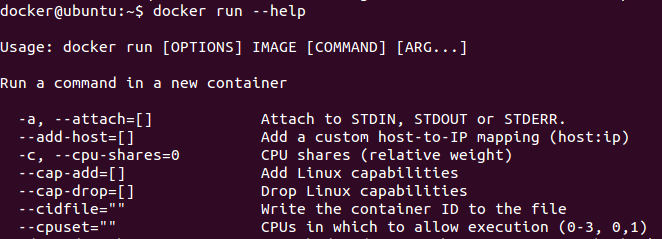 docker@ubuntu:~$ docker run --help
Usage: docker run [OPTIONS] IMAGE [COMMAND] [ARG...]
Run a command in a new container
-a, --attach=[] Attach to STDIN, STDOUT or STDERR.
--add-host=[] Add a custom host-to-IP mapping (host:ip)
-c, --cpu-shares=0 CPU shares (relative weight)
--cap-add=[] Add Linux capabilities
--cap-drop=[] Drop Linux capabilities
--cidfile="" Write the container ID to the file
--cpuset="" CPUs in which to allow execution (0-3, 0,1)